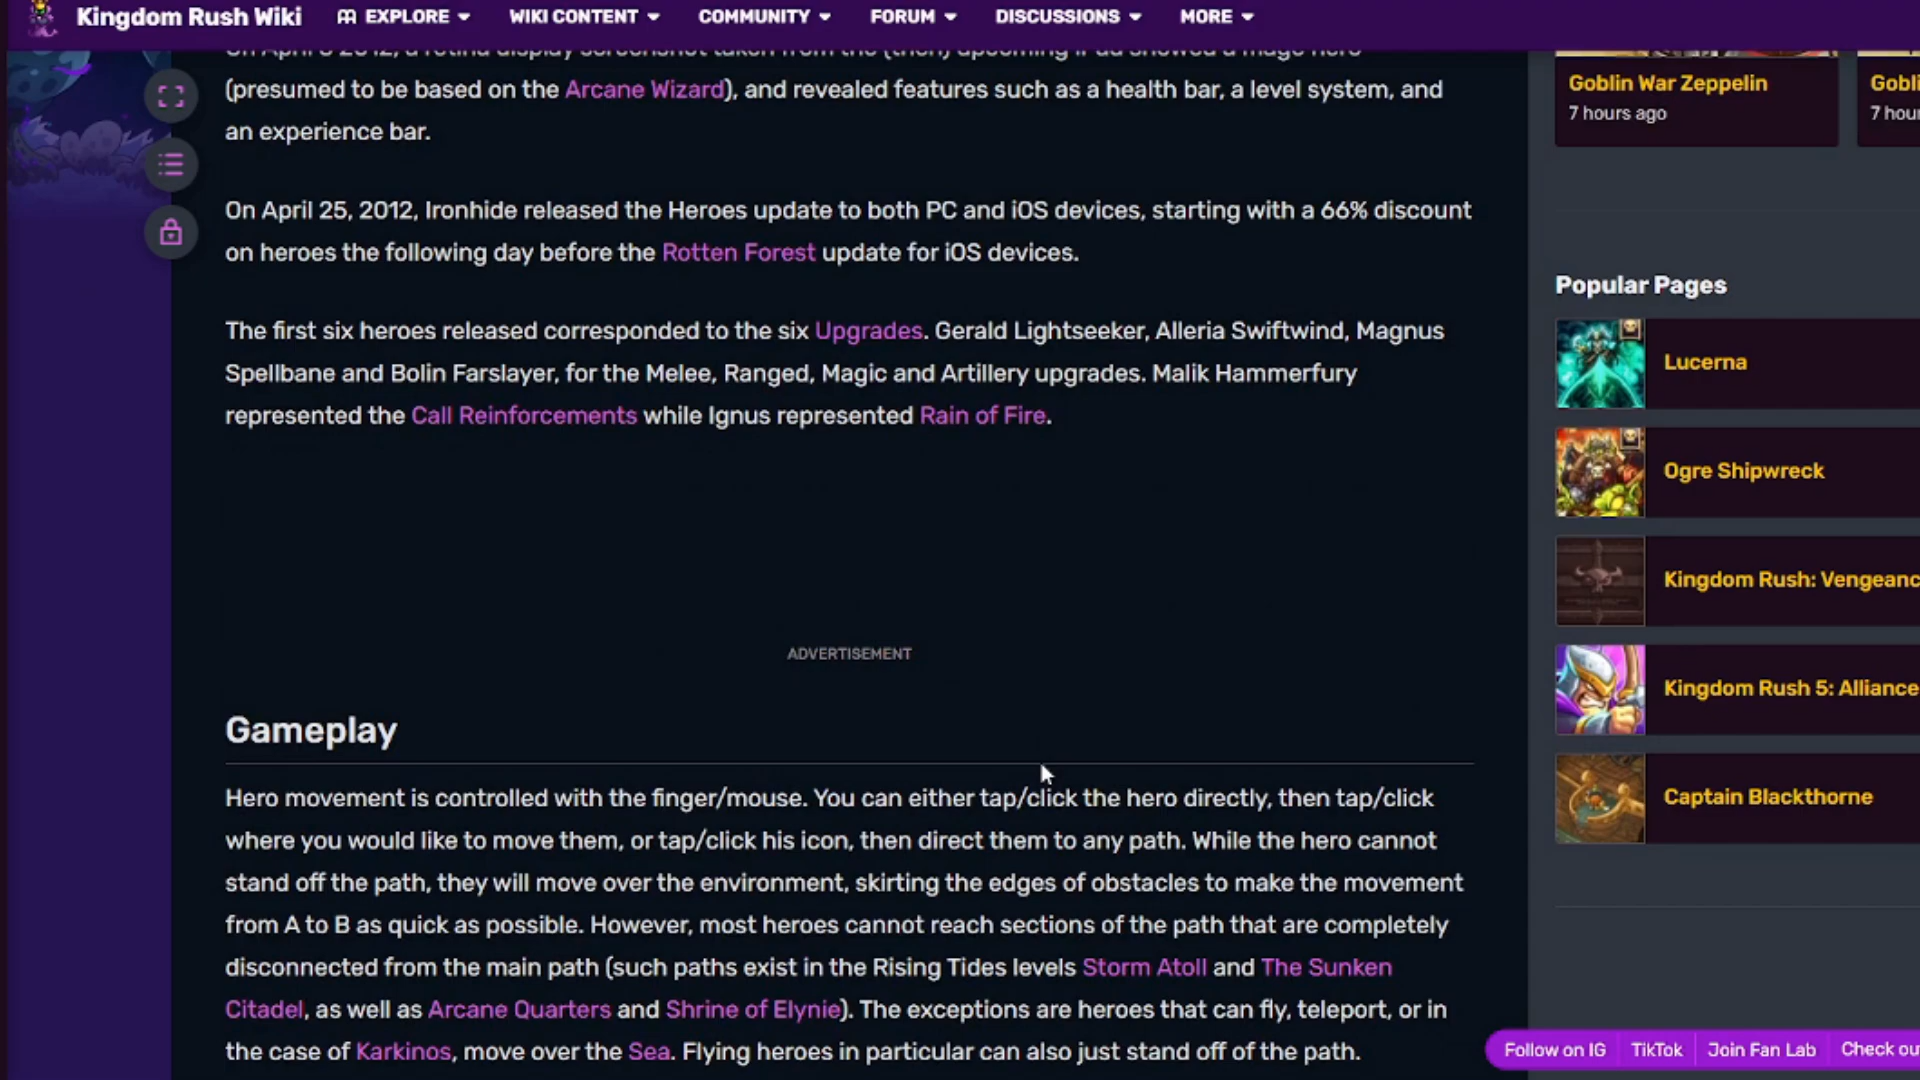 Kingdom Rush Wiki
EXPLORE
WIKI CONTENT
COMMUNITY
FORUM
DISCUSSIONS
MORE
On April 2012, a retina display screenshot taken from the (then) upcoming iPad showed a mage hero
(presumed to be based on the Arcane Wizard), and revealed features such as a health bar, a level system, and
an experience bar.
On April 25, 2012, Ironhide released the Heroes update to both PC and iOS devices, starting with a 66% discount
on heroes the following day before the Rotten Forest update for iOS devices.
The first six heroes released corresponded to the six Upgrades. Gerald Lightseeker, Alleria Swiftwind, Magnus
Spellbane and Bolin Farslayer, for the Melee, Ranged, Magic and Artillery upgrades. Malik Hammerfury
represented the Call Reinforcements while Ignus represented Rain of Fire.
ADVERTISEMENT
Gameplay
Hero movement is controlled with the finger/mouse. You can either tap/click the hero directly, then tap/click
where you would like to move them, or tap/click his icon, then direct them to any path. While the hero cannot
stand off the path, they will move over the environment, skirting the edges of obstacles to make the movement
from A to B as quick as possible. However, most heroes cannot reach sections of the path that are completely
disconnected from the main path (such paths exist in the Rising Tides levels Storm Atoll and The Sunken
Citadel, as well as Arcane Quarters and Shrine of Elynie). The exceptions are heroes that can fly, teleport, or in
the case of Karkinos, move over the Sea. Flying heroes in particular can also just stand off of the path.
Goblin War Zeppelin
7 hours ago
Gobli
7 hour
Popular Pages
Lucerna
Ogre Shipwreck
Kingdom Rush: Vengeanc
Kingdom Rush 5: Alliance
Captain Blackthorne
Follow on IG
TikTok
Join Fan Lab
Check ou